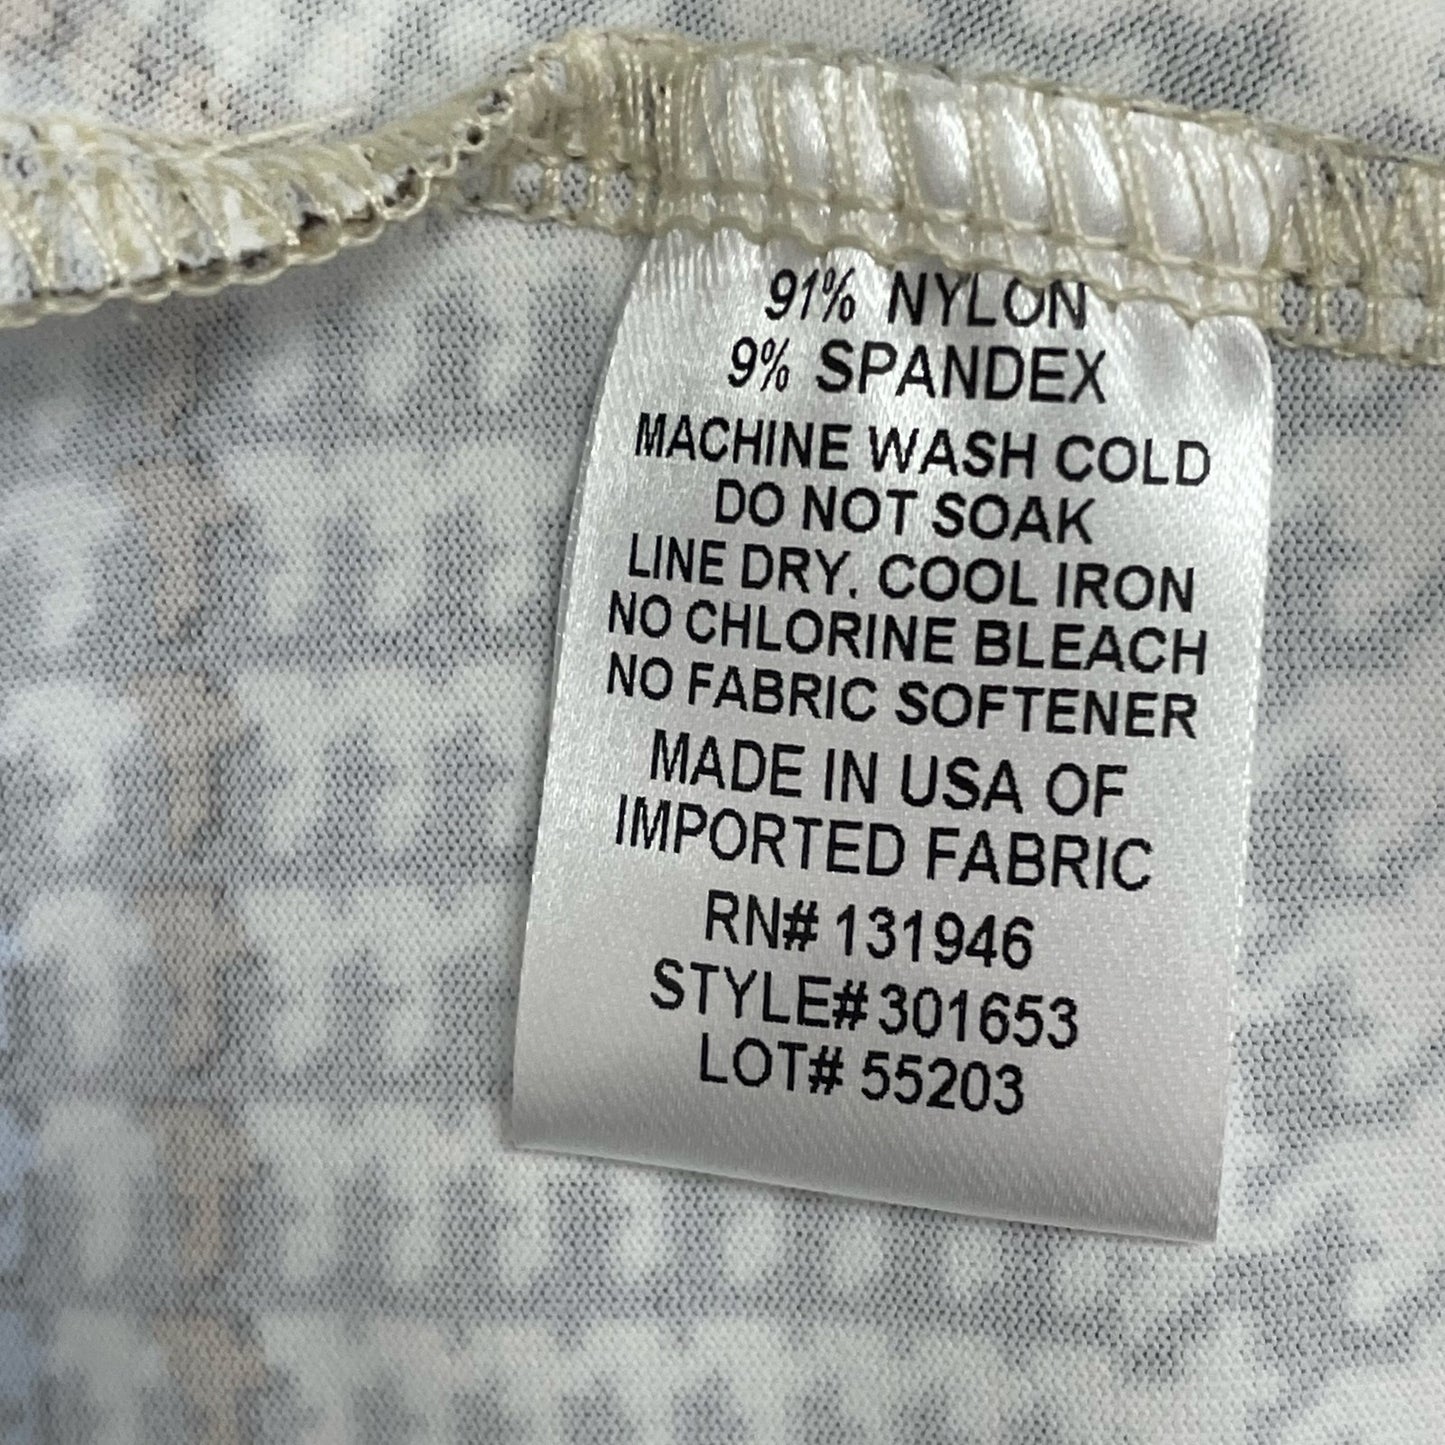 91% NYLON
9% SPANDEX
MACHINE WASH COLD
DO NOT SOAK
LINE DRY. COOL IRON
NO CHLORINE BLEACH
NO FABRIC SOFTENER
MADE IN USA OF
IMPORTED FABRIC
RN# 131946
STYLE# 301653
LOT# 55203